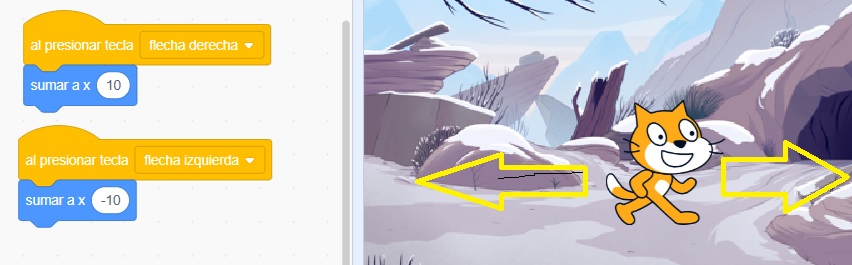 al presionar tecla flecha derecha
sumar a x 10
al presionar tecla flecha izquierda
sumar a x -10